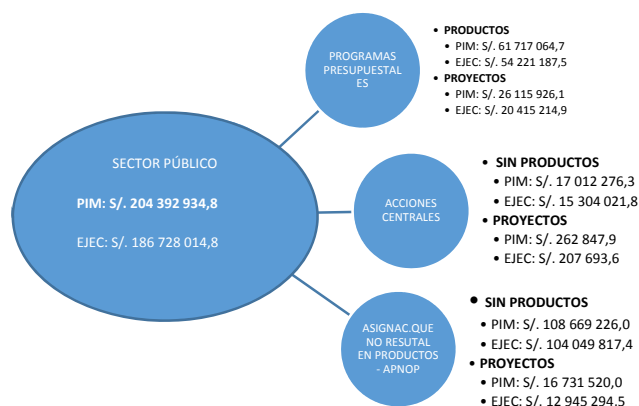 SECTOR PÚBLICO
PIM: S/. 204 392 934,8
EJEC: S/. 186 728 014,8
PROGRAMAS
PRESUPUESTAL
ES
• PRODUCTOS
• PIM: S/. 61 717 064,7
• EJEC: S/. 54 221 187,5
• PROYECTOS
• PIM: S/. 26 115 926,1
• EJEC: S/. 20 415 214,9
ACCIONES
CENTRALES
• SIN PRODUCTOS
• PIM: S/. 17 012 276,3
• EJEC: S/. 15 304 021,8
• PROYECTOS
• PIM: S/. 262 847,9
• EJEC: S/. 207 693,6
ASIGNAC.QUE
NO RESUTAL
EN PRODUCTOS
- APNOP
• SIN PRODUCTOS
• PIM: S/. 108 669 226,0
• EJEC: S/. 104 049 817,4
• PROYECTOS
• PIM: S/. 16 731 520,0
• EJEC: S/. 12 945 294,5